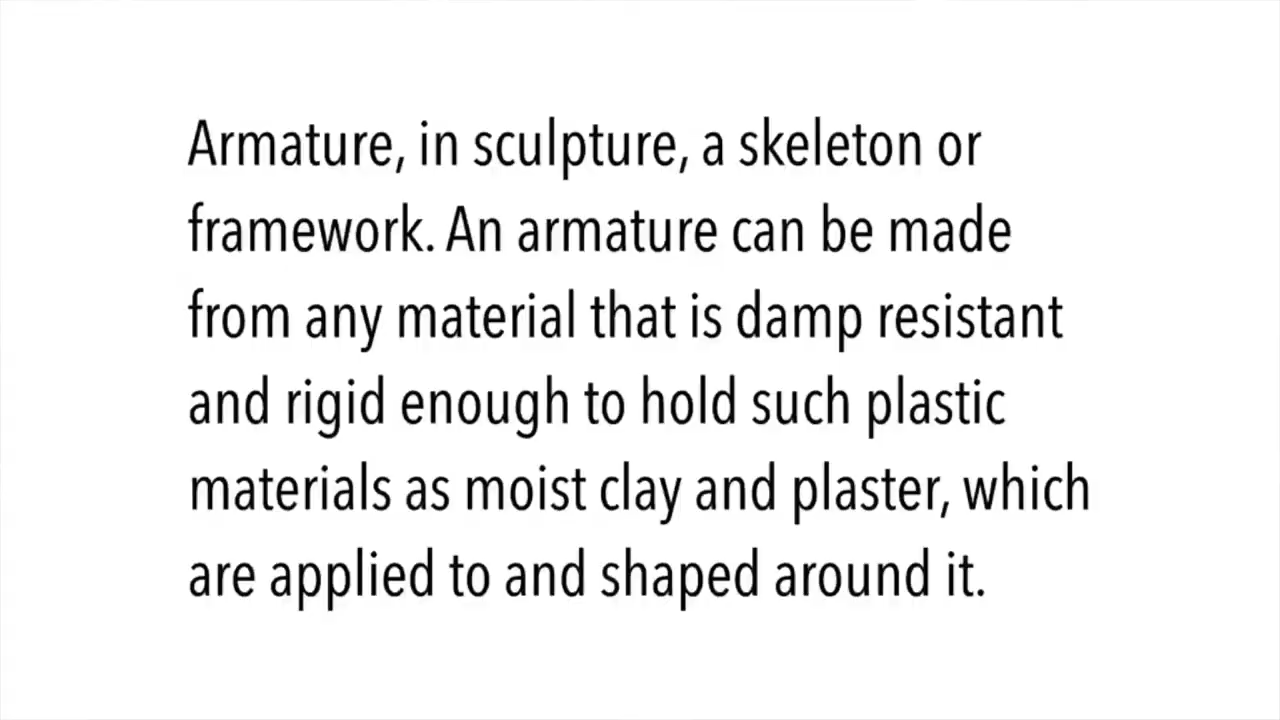 Armature, in sculpture, a skeleton or
framework. An armature can be made
from any material that is damp resistant
and rigid enough to hold such plastic
materials as moist clay and plaster, which
are applied to and shaped around it.